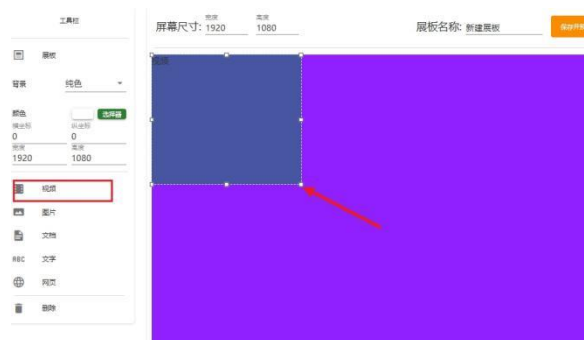 工具栏
展板
背景 纯色
颜色 选择器
横坐标 纵坐标
0 0
宽度 高度
1920 1080
视频
图片
文档
ABC 文字
网页
删除
屏幕尺寸: 宽度 1920 高度 1080
展板名称: 新建展板
视频